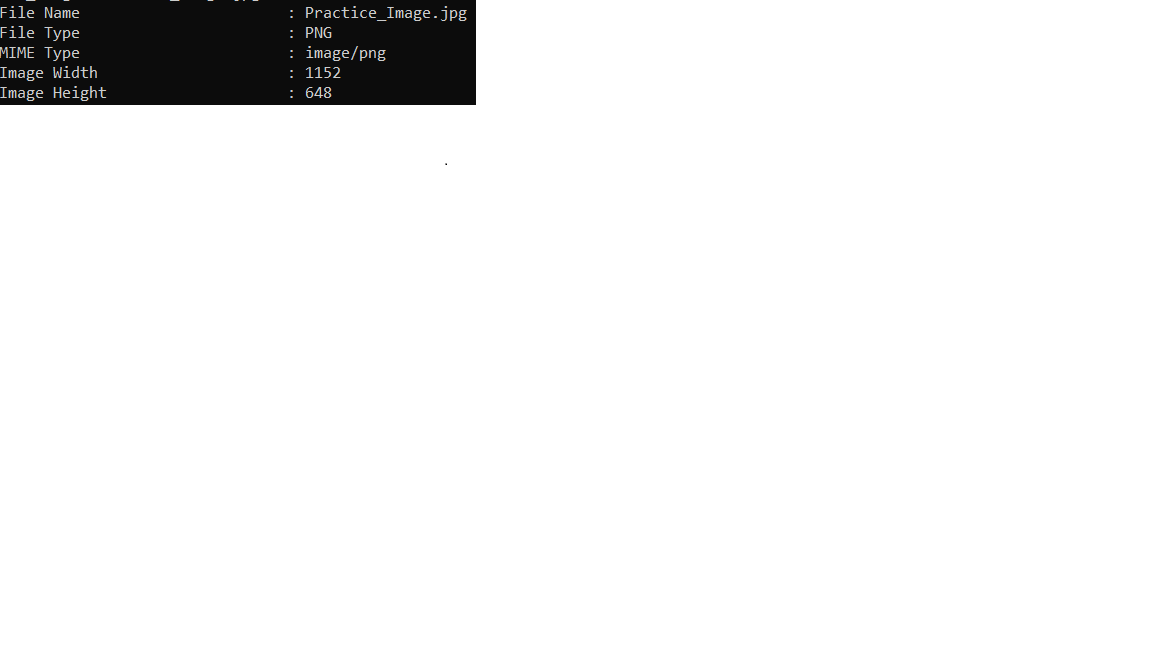 File Name : Practice_Image.jpg
File Type : PNG
MIME Type : image/png
Image Width : 1152
Image Height : 648